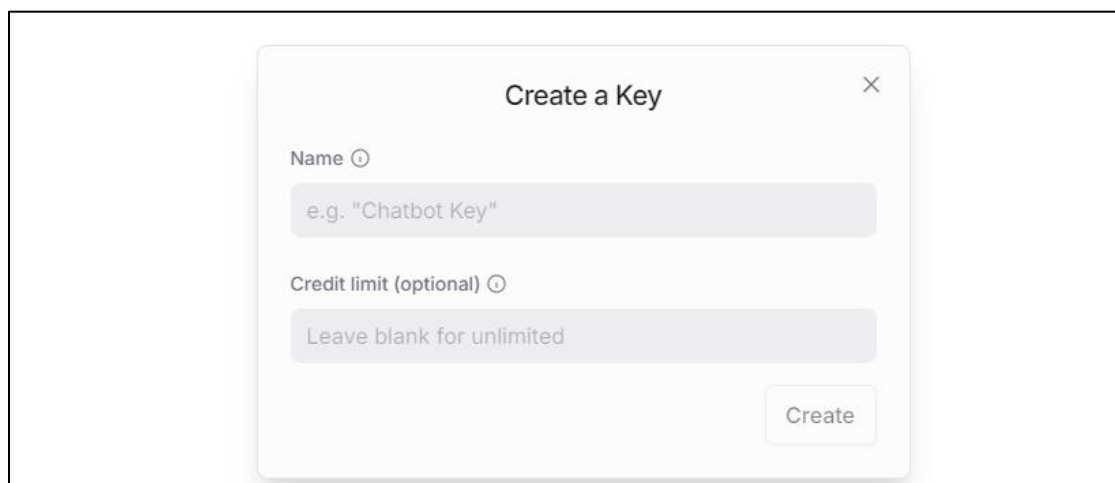 Create a Key
Name
e.g. "Chatbot Key"
Credit limit (optional)
Leave blank for unlimited
Create